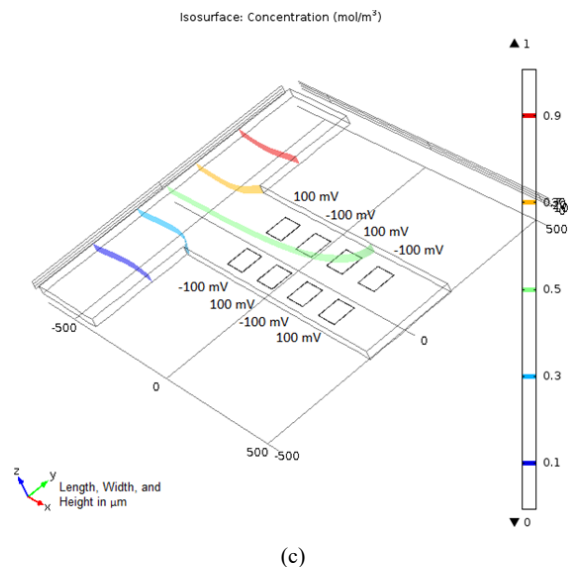 Isosurface: Concentration (mol/m³)
▲ 1
0.9
500
100 mV
-100 mV
100 mV
-100 mV
0.5
-100 mV
100 mV
-100 mV
100 mV
-500
0
0
0.3
500 -500
0.1
z
y
x
Length, Width, and
Height in μm
▼ 0
(c)